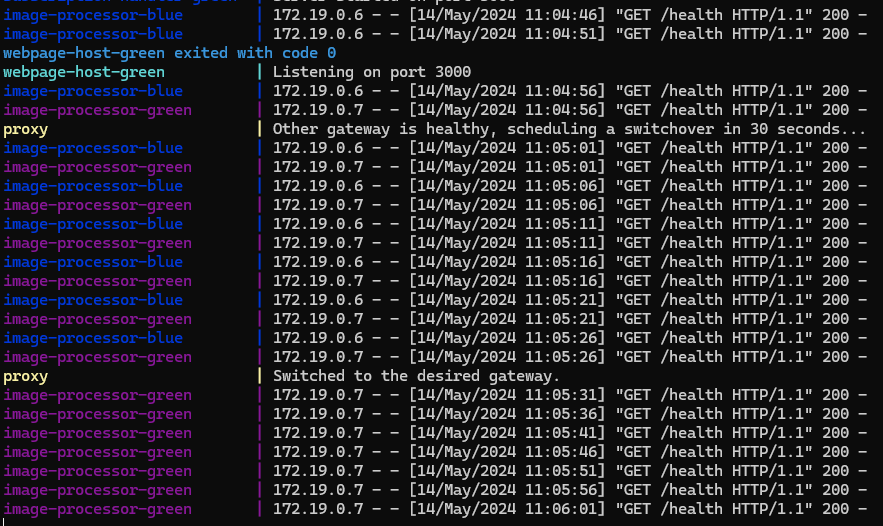 image-processor-blue | 172.19.0.6 - - [14/May/2024 11:04:46] "GET /health HTTP/1.1" 200 -
image-processor-blue | 172.19.0.6 - - [14/May/2024 11:04:51] "GET /health HTTP/1.1" 200 -
webpage-host-green exited with code 0
webpage-host-green | Listening on port 3000
image-processor-blue | 172.19.0.6 - - [14/May/2024 11:04:56] "GET /health HTTP/1.1" 200 -
image-processor-green | 172.19.0.7 - - [14/May/2024 11:04:56] "GET /health HTTP/1.1" 200 -
proxy | Other gateway is healthy, scheduling a switchover in 30 seconds...
image-processor-blue | 172.19.0.6 - - [14/May/2024 11:05:01] "GET /health HTTP/1.1" 200 -
image-processor-green | 172.19.0.7 - - [14/May/2024 11:05:01] "GET /health HTTP/1.1" 200 -
image-processor-blue | 172.19.0.6 - - [14/May/2024 11:05:06] "GET /health HTTP/1.1" 200 -
image-processor-green | 172.19.0.7 - - [14/May/2024 11:05:06] "GET /health HTTP/1.1" 200 -
image-processor-blue | 172.19.0.6 - - [14/May/2024 11:05:11] "GET /health HTTP/1.1" 200 -
image-processor-green | 172.19.0.7 - - [14/May/2024 11:05:11] "GET /health HTTP/1.1" 200 -
image-processor-blue | 172.19.0.6 - - [14/May/2024 11:05:16] "GET /health HTTP/1.1" 200 -
image-processor-green | 172.19.0.7 - - [14/May/2024 11:05:16] "GET /health HTTP/1.1" 200 -
image-processor-blue | 172.19.0.6 - - [14/May/2024 11:05:21] "GET /health HTTP/1.1" 200 -
image-processor-green | 172.19.0.7 - - [14/May/2024 11:05:21] "GET /health HTTP/1.1" 200 -
image-processor-blue | 172.19.0.6 - - [14/May/2024 11:05:26] "GET /health HTTP/1.1" 200 -
image-processor-green | 172.19.0.7 - - [14/May/2024 11:05:26] "GET /health HTTP/1.1" 200 -
proxy | Switched to the desired gateway.
image-processor-green | 172.19.0.7 - - [14/May/2024 11:05:31] "GET /health HTTP/1.1" 200 -
image-processor-green | 172.19.0.7 - - [14/May/2024 11:05:36] "GET /health HTTP/1.1" 200 -
image-processor-green | 172.19.0.7 - - [14/May/2024 11:05:41] "GET /health HTTP/1.1" 200 -
image-processor-green | 172.19.0.7 - - [14/May/2024 11:05:46] "GET /health HTTP/1.1" 200 -
image-processor-green | 172.19.0.7 - - [14/May/2024 11:05:51] "GET /health HTTP/1.1" 200 -
image-processor-green | 172.19.0.7 - - [14/May/2024 11:05:56] "GET /health HTTP/1.1" 200 -
image-processor-green | 172.19.0.7 - - [14/May/2024 11:06:01] "GET /health HTTP/1.1" 200 -